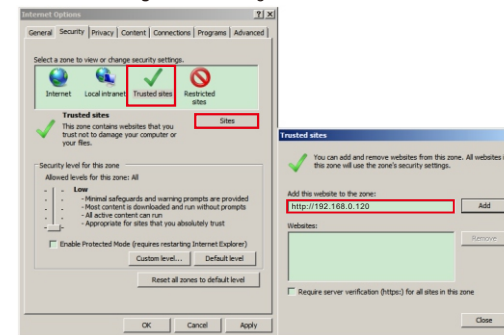 Internet Options
General Security Privacy Content Connections Programs Advanced
Select a zone to view or change security settings.
Internet Local intranet Trusted sites Restricted sites
Trusted sites
This zone contains websites that you
trust not to damage your computer or
your files.
Sites
Security level for this zone
Allowed levels for this zone: All
Low
- Minimal safeguards and warning prompts are provided
- Most content is downloaded and run without prompts
- All active content can run
- Appropriate for sites that you absolutely trust
Enable Protected Mode (requires restarting Internet Explorer)
Custom level... Default level
Reset all zones to default level
OK Cancel Apply
Trusted sites
You can add and remove websites from this zone. All websites i
this zone will use the zone's security settings.
Add this website to the zone:
http://192.168.0.120 Add
Websites:
Remove
Require server verification (https:) for all sites in this zone
Close